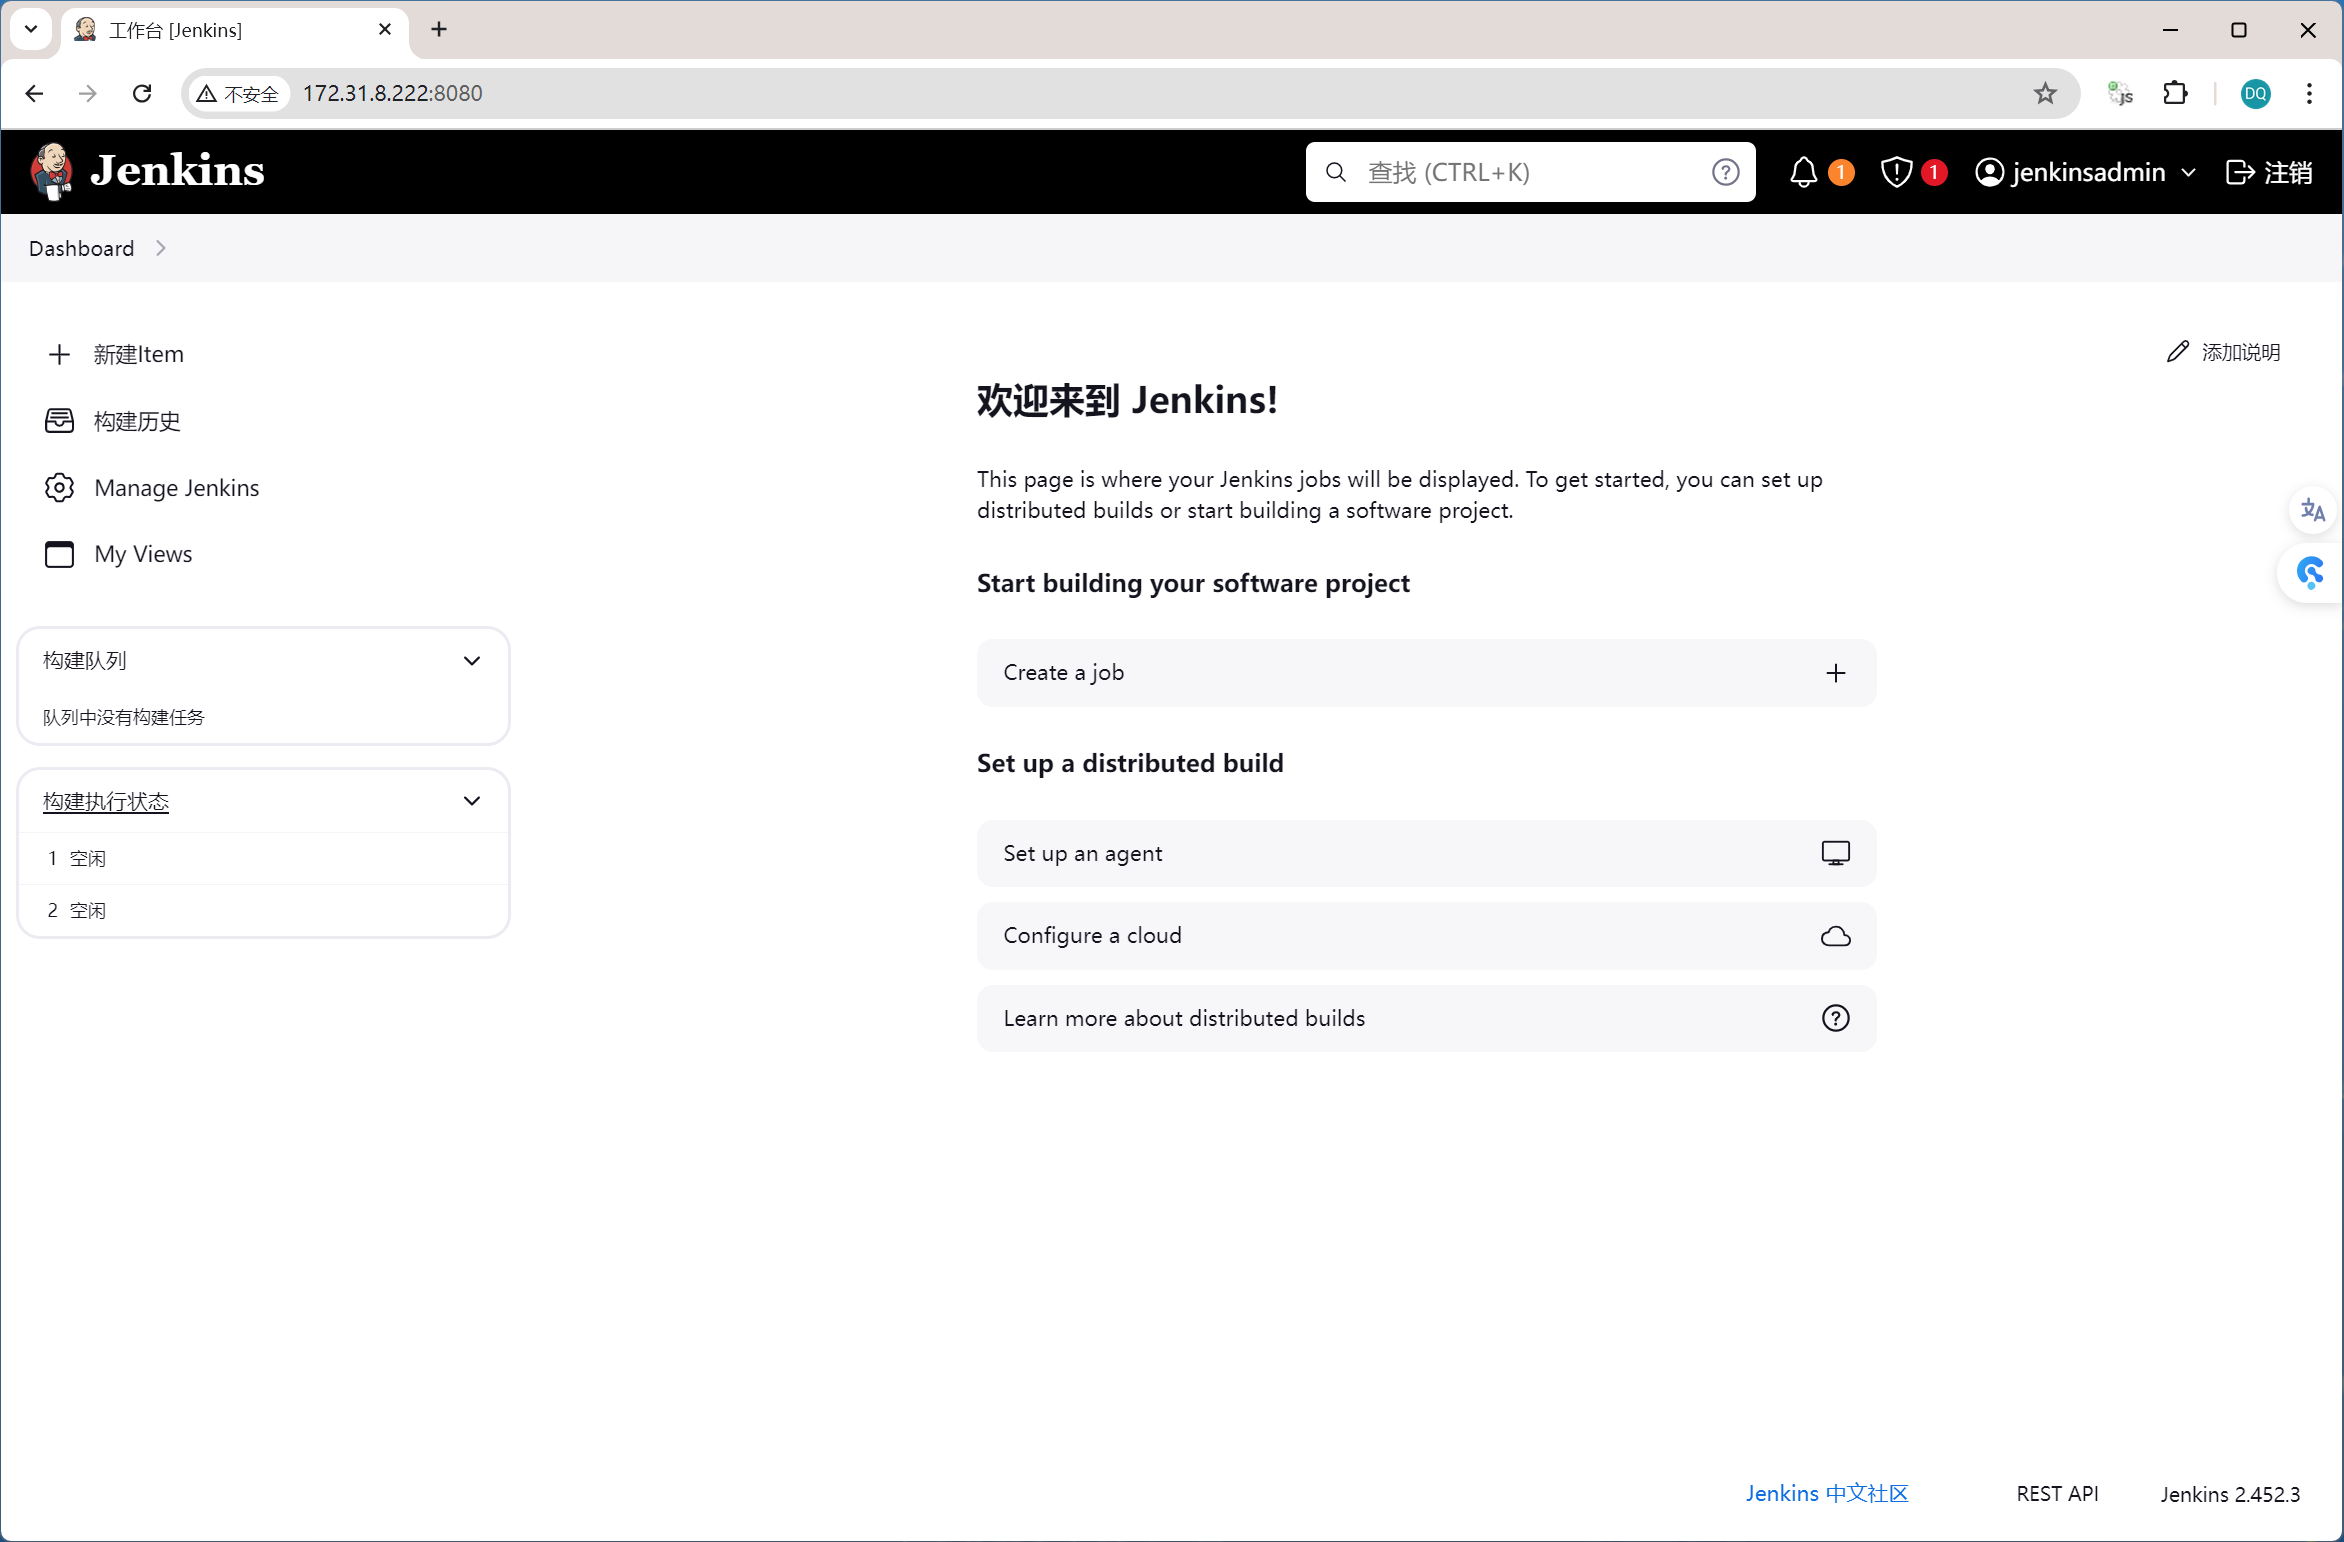 工作台 [Jenkins]
不安全 172.31.8.222:8080 JS DQ
Jenkins 查找 (CTRL+K) 1 1 jenkinsadmin 注销
Dashboard
新建Item
构建历史
Manage Jenkins
My Views
构建队列
队列中没有构建任务
构建执行状态
1 空闲
2 空闲
添加说明
欢迎来到 Jenkins!
This page is where your Jenkins jobs will be displayed. To get started, you can set up
distributed builds or start building a software project.
Start building your software project
Create a job
Set up a distributed build
Set up an agent
Configure a cloud
Learn more about distributed builds
Jenkins 中文社区 REST API Jenkins 2.452.3